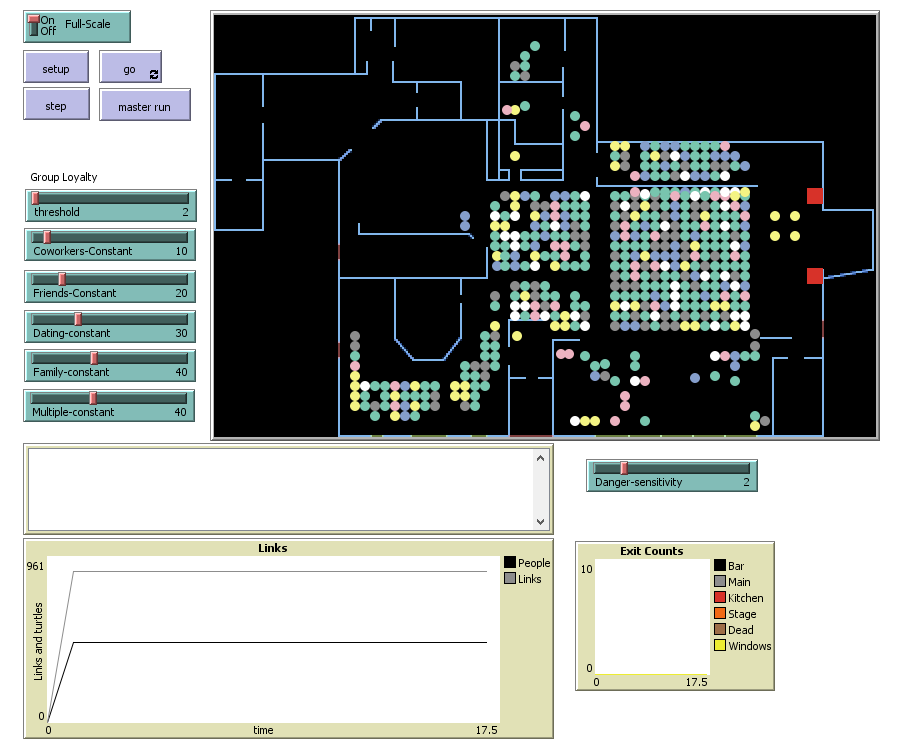 On
Off
Full-Scale
setup
go
step
master run
Group Loyalty
threshold 2
Coworkers-Constant 10
Friends-Constant 20
Dating-constant 30
Family-constant 40
Multiple-constant 40
Danger-sensitivity 2
Links
961
Links and turtles
0
0
time
17.5
People
Links
Exit Counts
10
0
0
17.5
Bar
Main
Kitchen
Stage
Dead
Windows